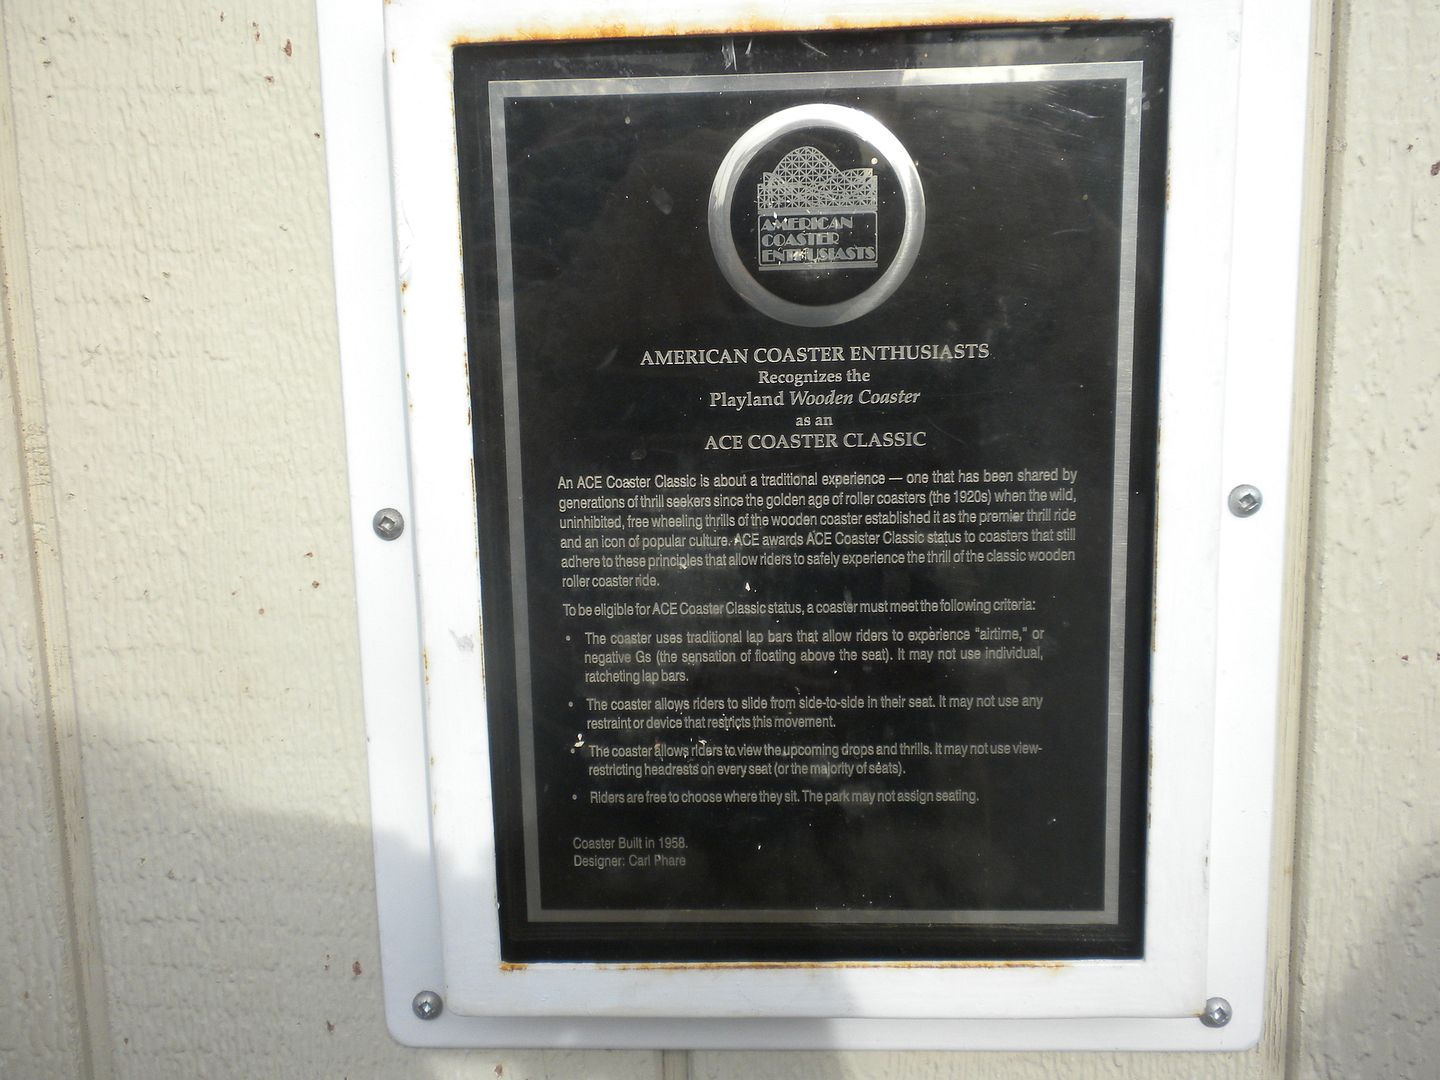 AMERICAN
COASTER
ENTHUSIASTS
AMERICAN COASTER ENTHUSIASTS
Recognizes the
Playland Wooden Coaster
as an
ACE COASTER CLASSIC
An ACE Coaster Classic is about a traditional experience — one that has been shared by
generations of thrill seekers since the golden age of roller coasters (the 1920s) when the wild,
uninhibited, free wheeling thrills of the wooden coaster established it as the premier thrill ride
and an icon of popular culture. ACE awards ACE Coaster Classic status to coasters that still
adhere to these principles that allow riders to safely experience the thrill of the classic wooden
roller coaster ride.
To be eligible for ACE Coaster Classic status, a coaster must meet the following criteria:
• The coaster uses traditional lap bars that allow riders to experience "airtime," or
negative Gs (the sensation of floating above the seat). It may not use individual,
ratcheting lap bars.
• The coaster allows riders to slide from side-to-side in their seat. It may not use any
restraint or device that restricts this movement.
• The coaster allows riders to view the upcoming drops and thrills. It may not use view-
restricting headrests on every seat (or the majority of seats).
• Riders are free to choose where they sit. The park may not assign seating.
Coaster Built in 1958.
Designer: Carl Phare